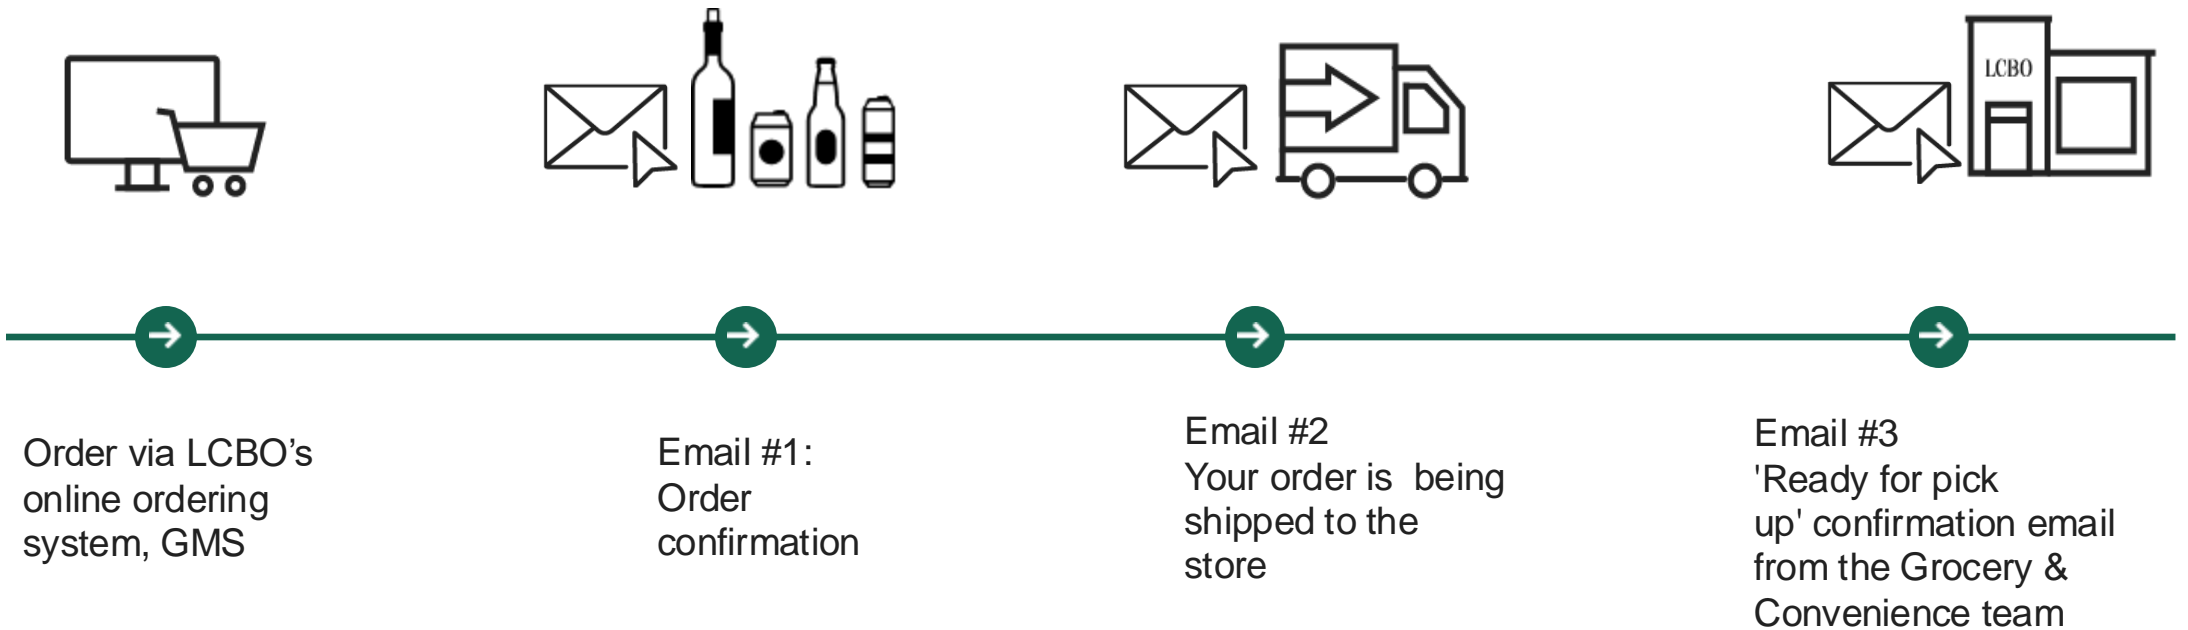 LCBO
Order via LCBO’s
online ordering
system, GMS
Email #1:
Order
confirmation
Email #2
Your order is  being
shipped to the
store
Email #3
'Ready for pick
up' confirmation email
from the Grocery &
Convenience team